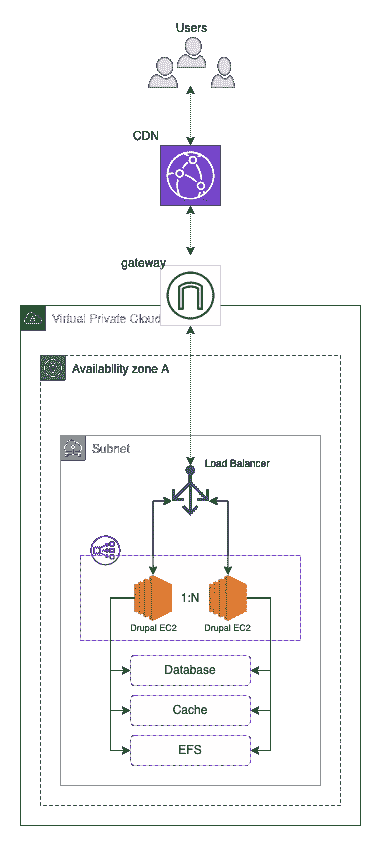 Users
CDN
gateway
Virtual Private Cloud
Availability zone A
Subnet
Load Balancer
1:N
Drupal EC2
Drupal EC2
Database
Cache
EFS